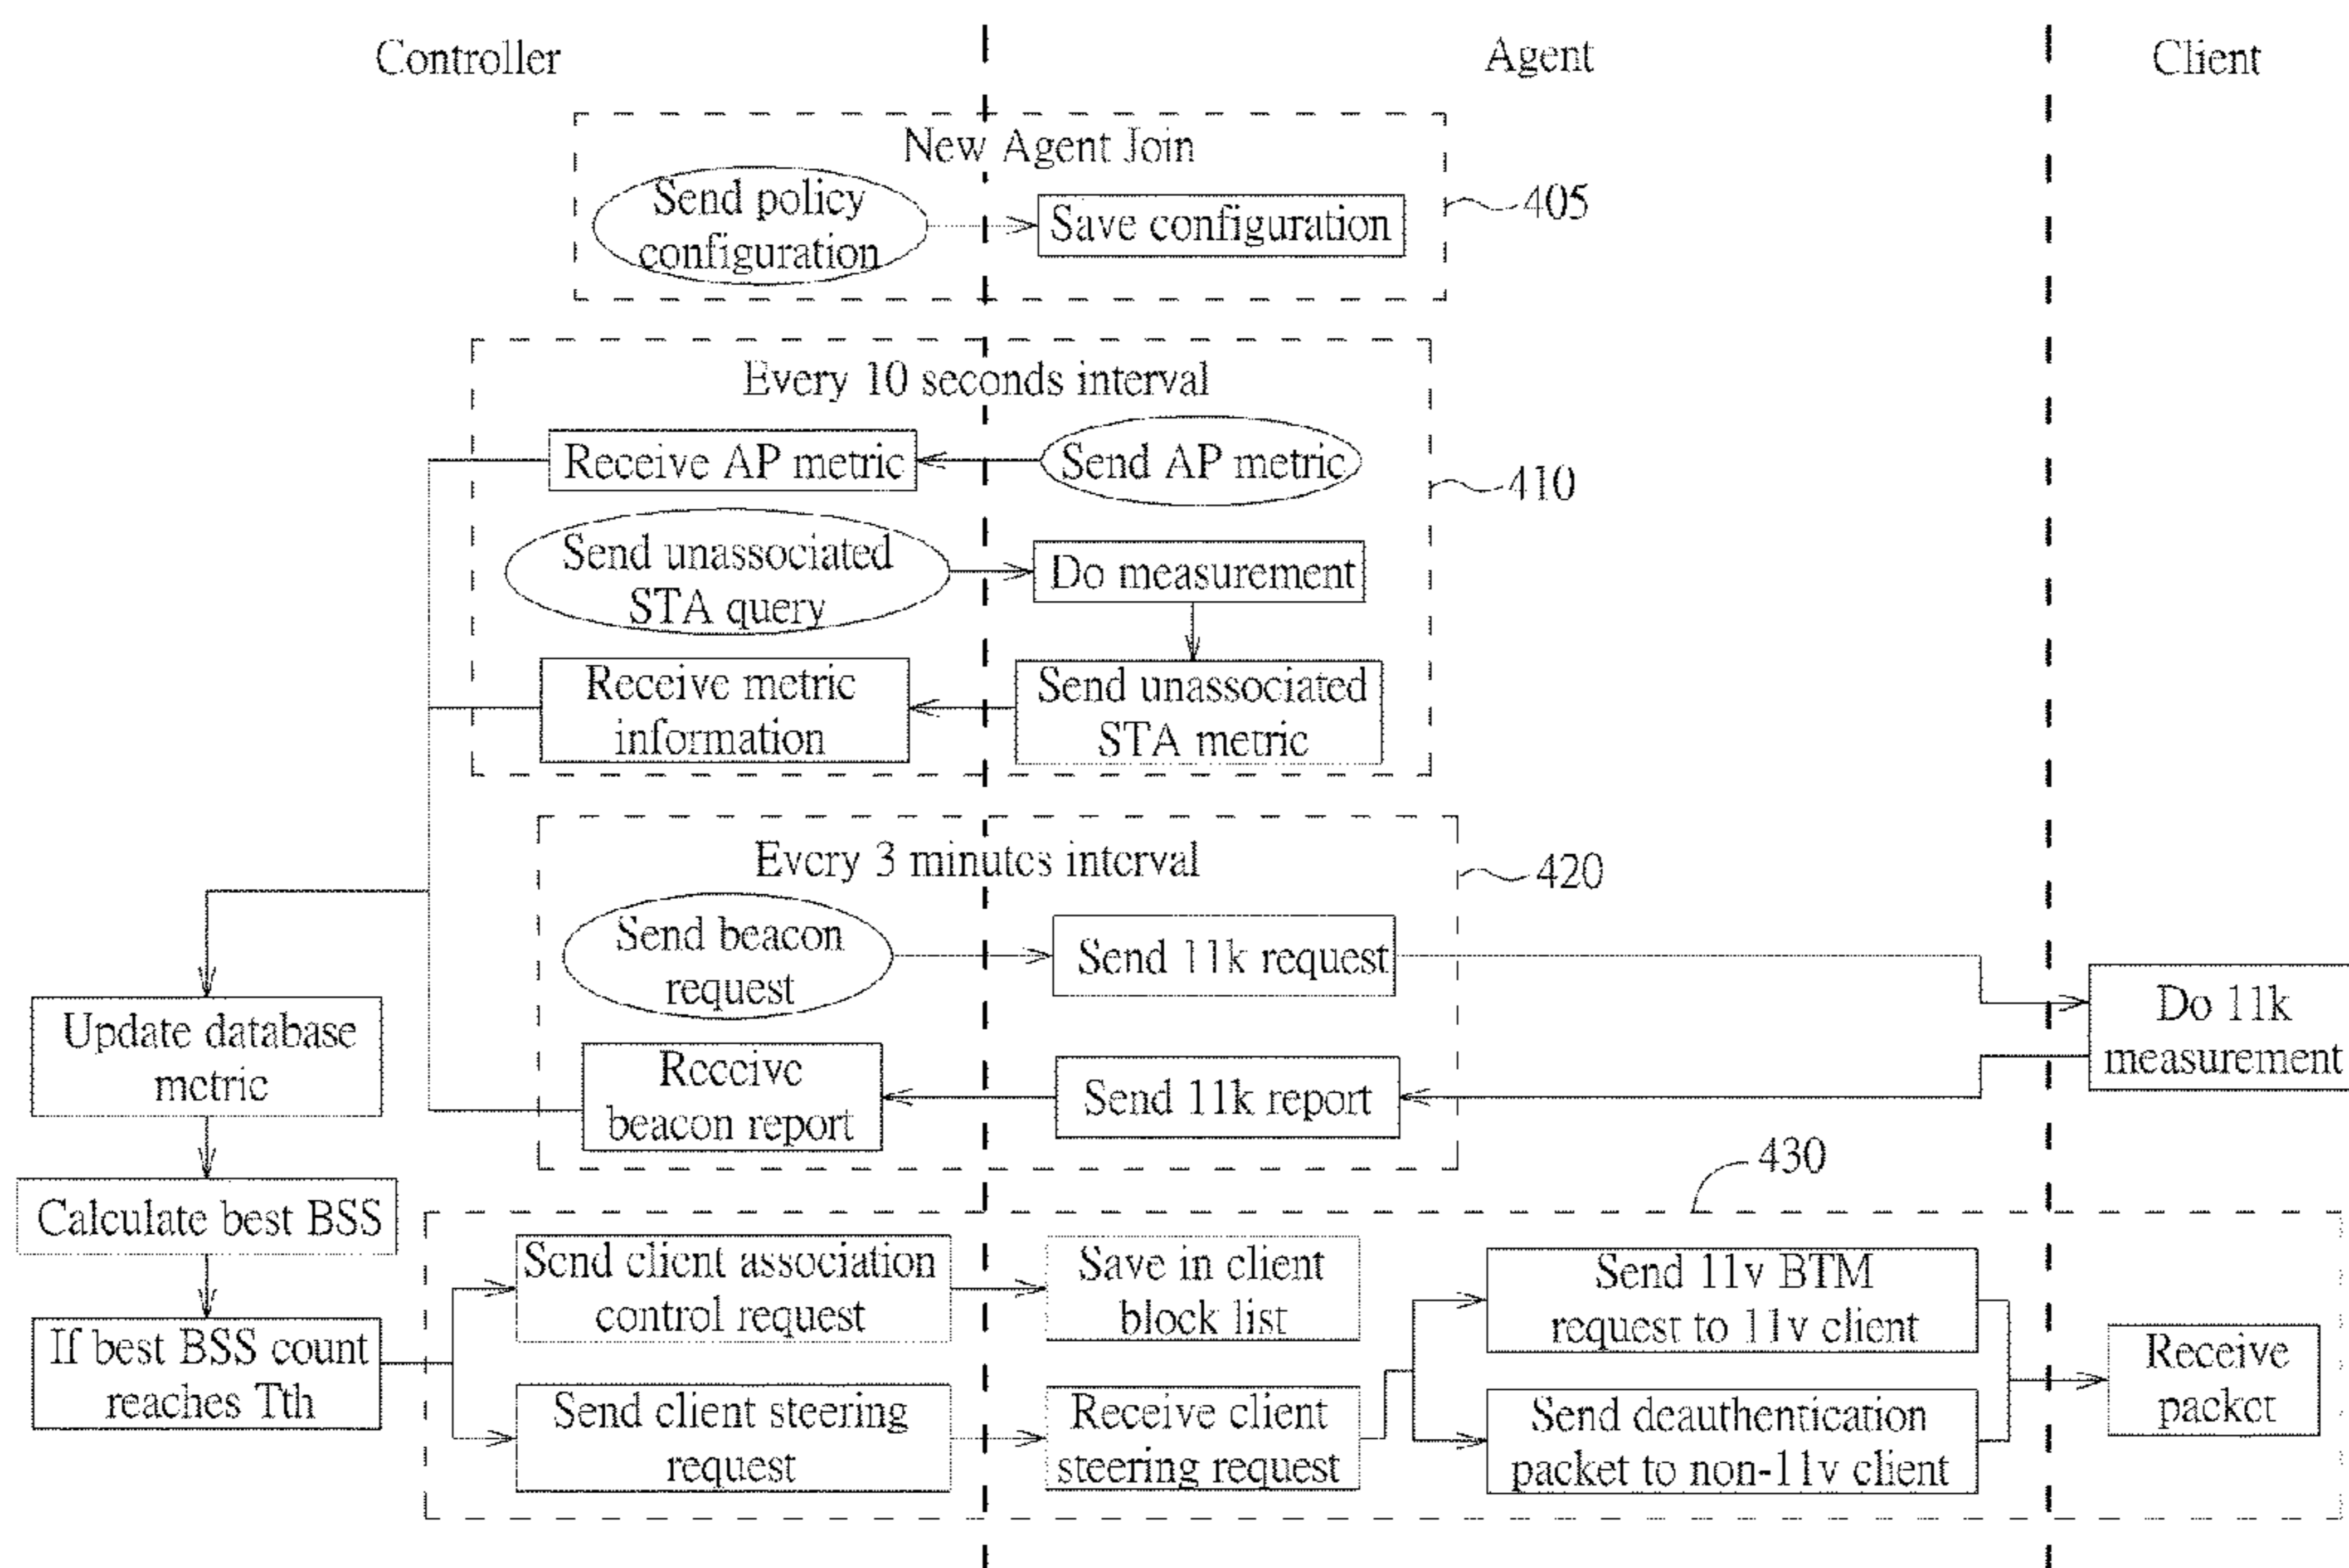 Controller
Agent
Client
New Agent Join
Send policy
configuration
Save configuration
405
Every 10 seconds interval
Receive AP metric
Send AP metric
410
Send unassociated
STA query
Do measurement
Receive metric
information
Send unassociated
STA metric
Every 3 minutes interval
420
Send beacon
request
Send 11k request
Do 11k
measurement
Update database
metric
Receive
beacon report
Send 11k report
430
Calculate best BSS
Send client association
control request
Save in client
block list
Send 11v BTM
request to 11v client
If best BSS count
reaches Tth
Receive
packet
Send client steering
request
Receive client
steering request
Send deauthentication
packet to non-11v client